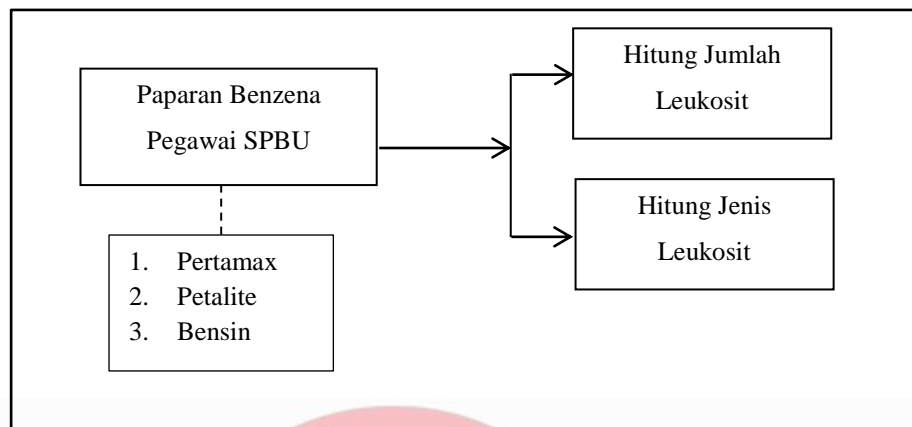 Paparan Benzena
Pegawai SPBU
1. Pertamax
2. Petalite
3. Bensin
Hitung Jumlah
Leukosit
Hitung Jenis
Leukosit